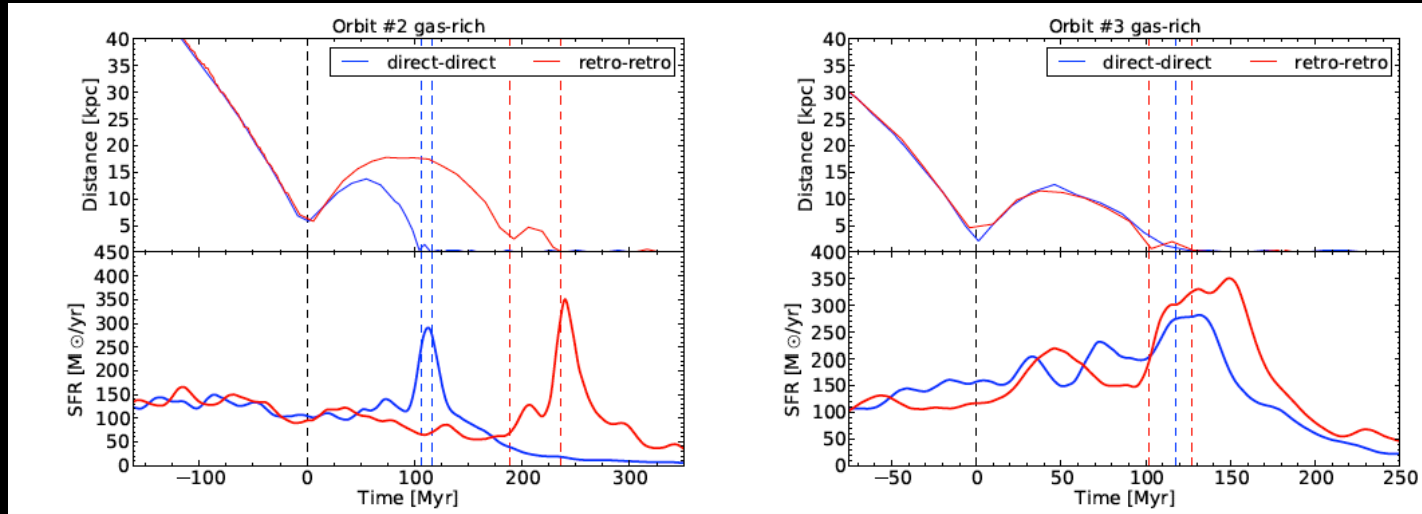 Orbit #2 gas-rich
direct-direct retro-retro
40
35
30
25
20
15
10
5
Distance [kpc]
450
400
350
300
250
200
150
100
50
0
SFR [M ⊙/yr]
−100 0 100 200 300
Time [Myr]
Orbit #3 gas-rich
direct-direct retro-retro
40
35
30
25
20
15
10
5
Distance [kpc]
400
350
300
250
200
150
100
50
0
SFR [M ⊙/yr]
−50 0 50 100 150 200 250
Time [Myr]